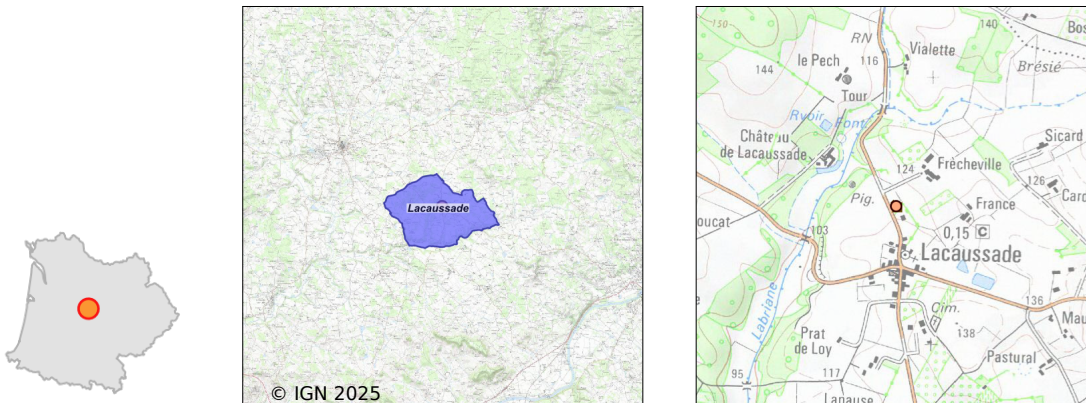 Lacaussade
© IGN 2025
150
RN
140
Bos
Vialette
le Pech
116
144
Brésié
Tour
Rvoir
Font.
Château
de Lacaussade
Sicard
124
Frècheville
126
Card
Pig.
France
oucat
103
0,15 C
Lacaussade
Labriane
136
Cim.
Mau
Prat
de Loy
138
Pastural
95
117
Lapause